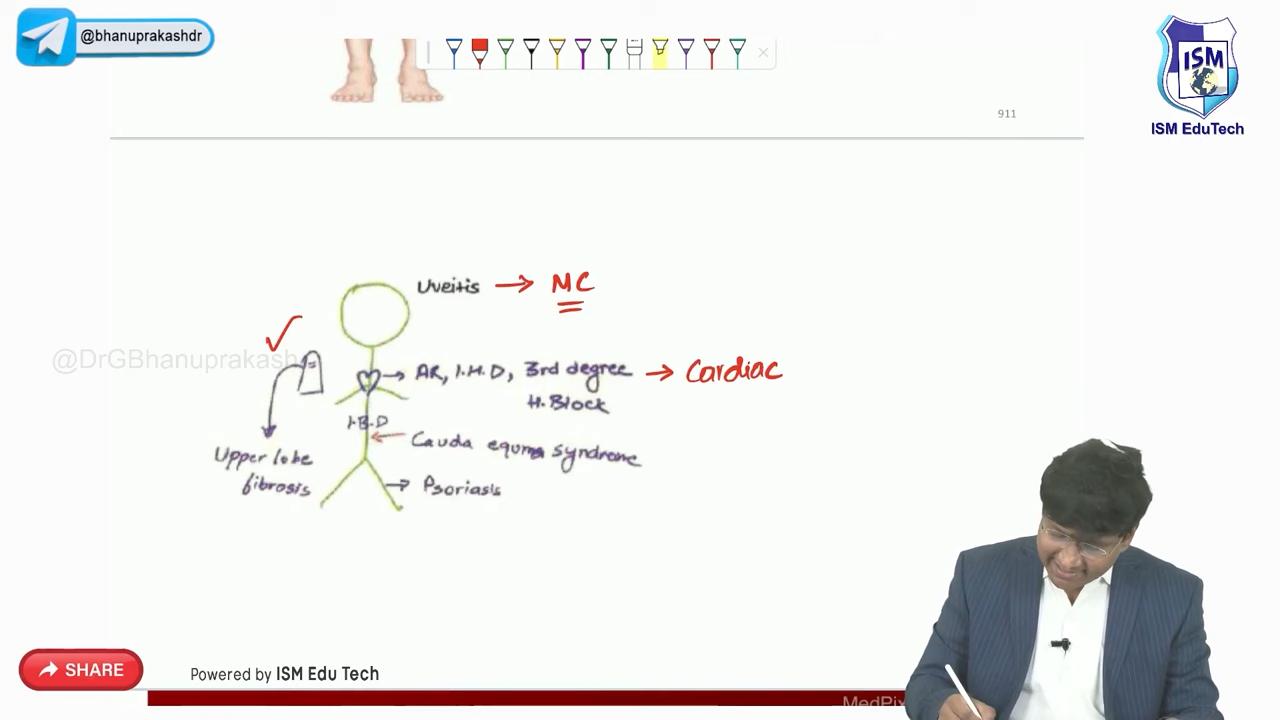 @bhanuprakashdr
ISM
ISM EduTech
911
Uveitis → MC
@DrGBhanuprakash
AR, I.H.D, 3rd degree → Cardiac
H. Block
I.B.D
Cauda equina syndrome
Upper lobe
fibrosis
Psoriasis
SHARE
Powered by ISM Edu Tech
MedPix